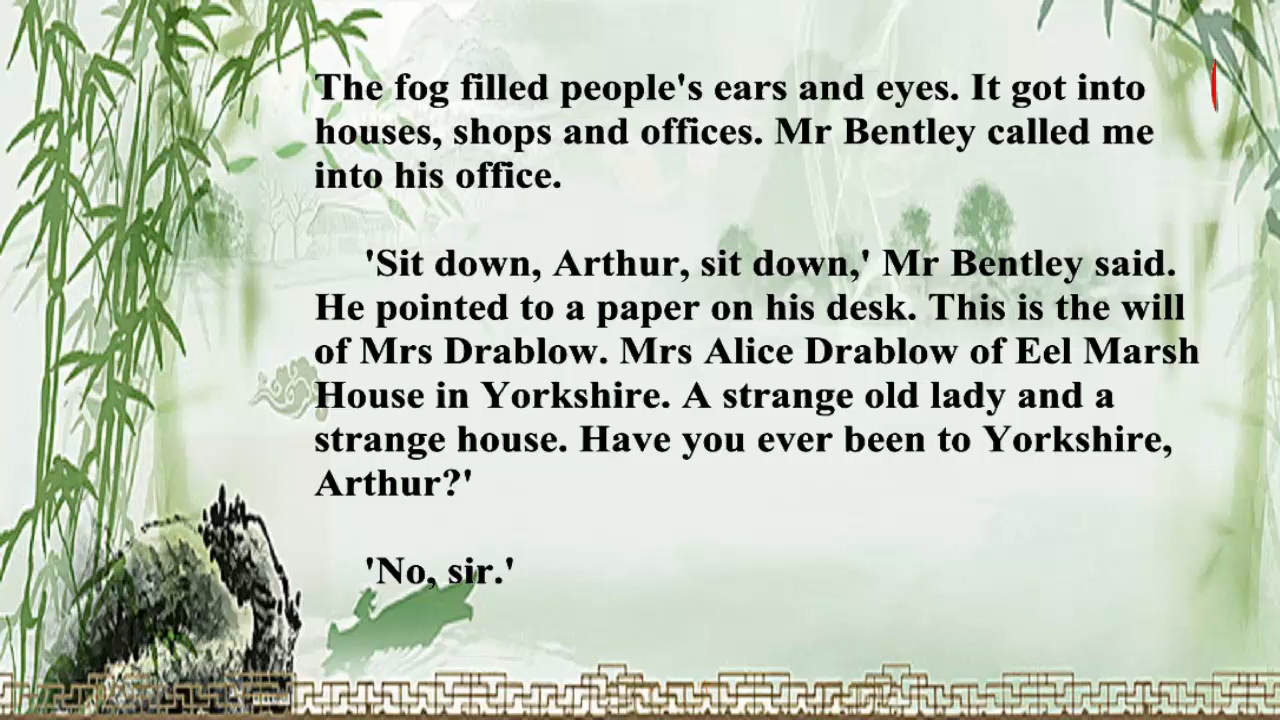 The fog filled people's ears and eyes. It got into
houses, shops and offices. Mr Bentley called me
into his office.
'Sit down, Arthur, sit down,' Mr Bentley said.
He pointed to a paper on his desk. This is the will
of Mrs Drablow. Mrs Alice Drablow of Eel Marsh
House in Yorkshire. A strange old lady and a
strange house. Have you ever been to Yorkshire,
Arthur?'
'No, sir.'